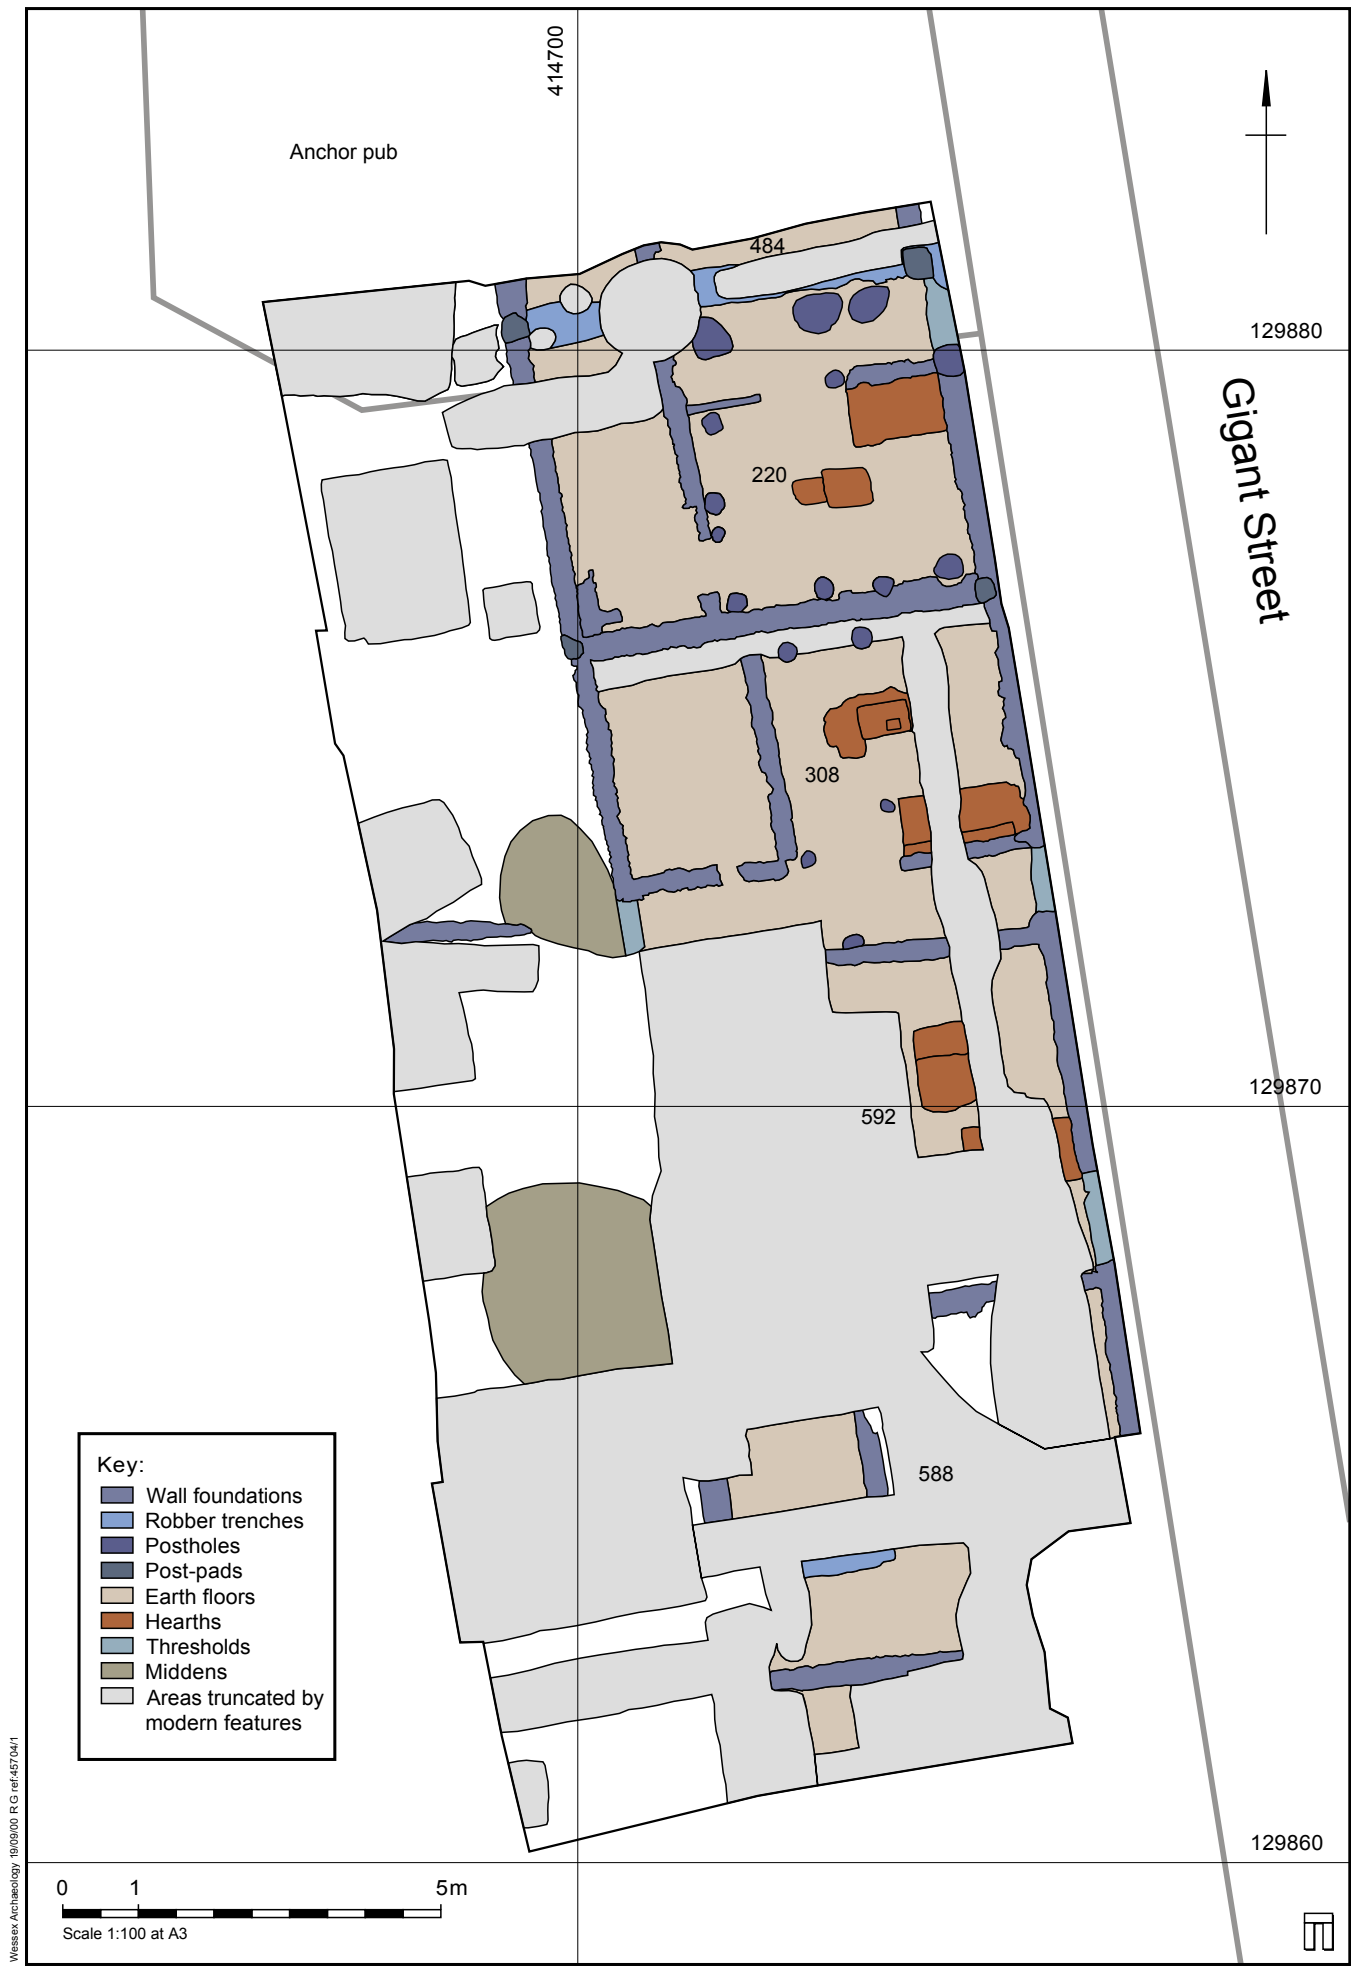 414700
Anchor pub
484
129880
Gigant Street
220
308
129870
592
588
Key:
Wall foundations
Robber trenches
Postholes
Post-pads
Earth floors
Hearths
Thresholds
Middens
Areas truncated by
modern features
129860
0 1 5m
Scale 1:100 at A3
Wessex Archaeology 19/09/00 R G ref:45704/1